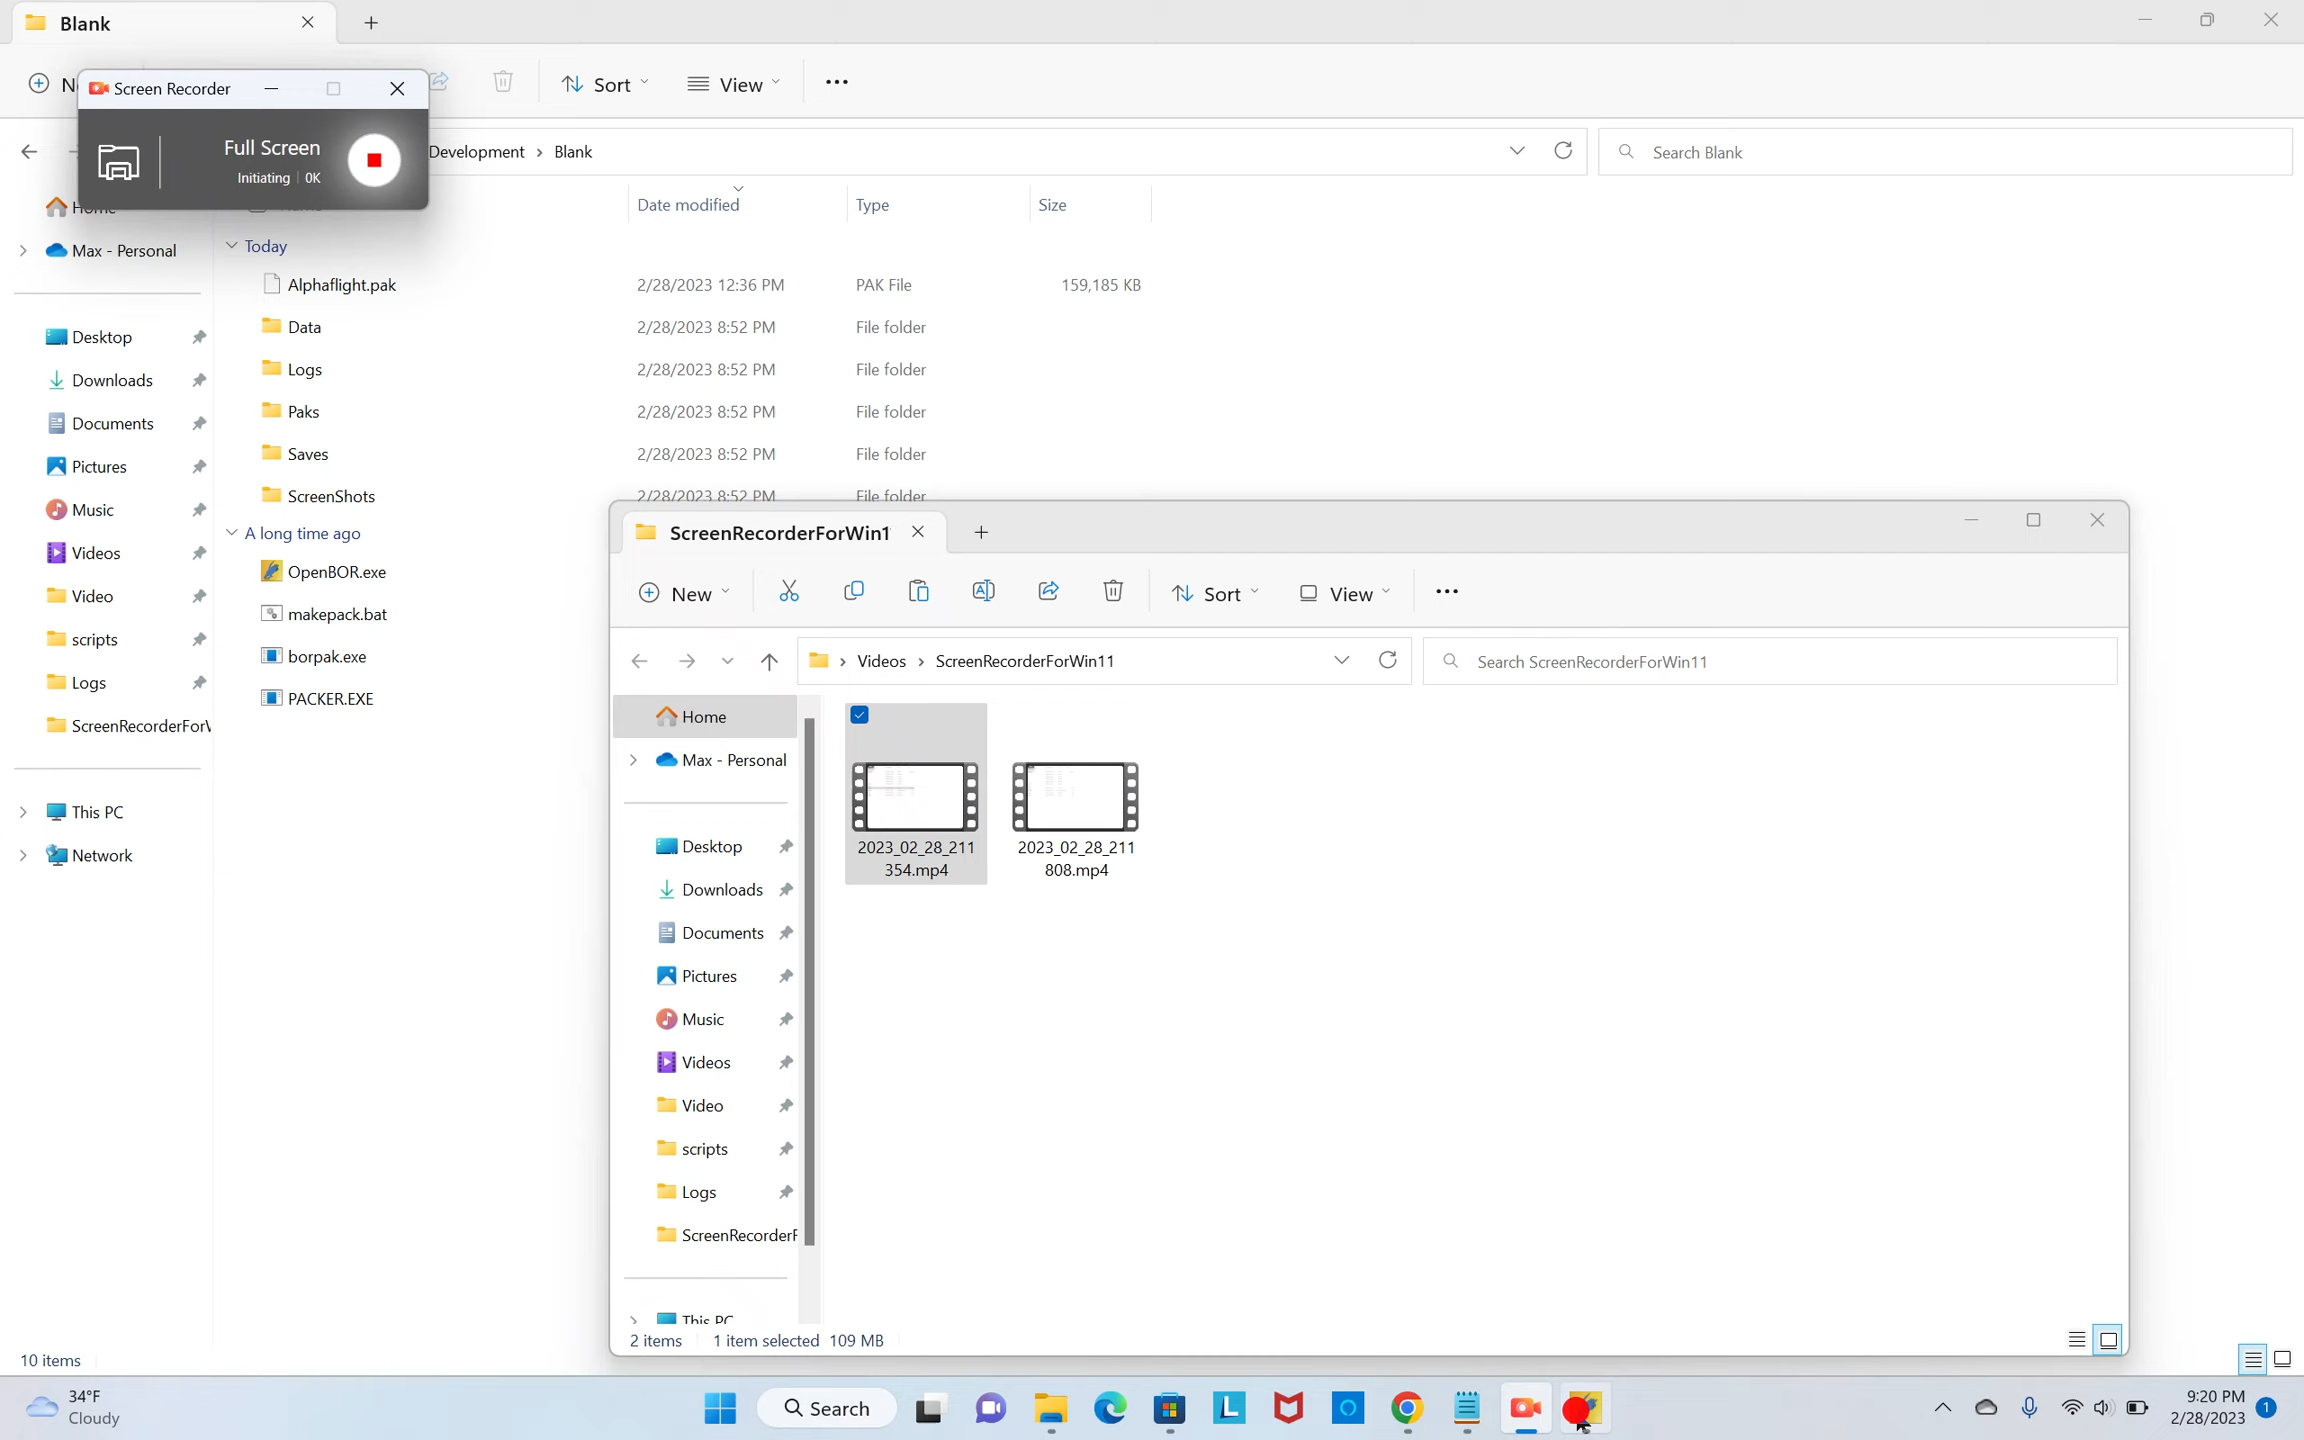 Blank
Ne
Sort
View
Screen Recorder
Full Screen
Initiating 0K
Development > Blank
Search Blank
Home
Date modified
Type
Size
Max - Personal
Today
Alphaflight.pak 2/28/2023 12:36 PM PAK File 159,185 KB
Data 2/28/2023 8:52 PM File folder
Logs 2/28/2023 8:52 PM File folder
Paks 2/28/2023 8:52 PM File folder
Saves 2/28/2023 8:52 PM File folder
ScreenShots 2/28/2023 8:52 PM File folder
A long time ago
OpenBOR.exe
makepack.bat
borpak.exe
PACKER.EXE
Desktop
Downloads
Documents
Pictures
Music
Videos
Video
scripts
Logs
ScreenRecorderForW
This PC
Network
10 items
ScreenRecorderForWin1
New
Sort
View
Videos > ScreenRecorderForWin11
Search ScreenRecorderForWin11
Home
Max - Personal
Desktop
Downloads
Documents
Pictures
Music
Videos
Video
scripts
Logs
ScreenRecorderF
This PC
2023_02_28_211
354.mp4
2023_02_28_211
808.mp4
2 items 1 item selected 109 MB
34°F
Cloudy
Search
L
9:20 PM
2/28/2023
1